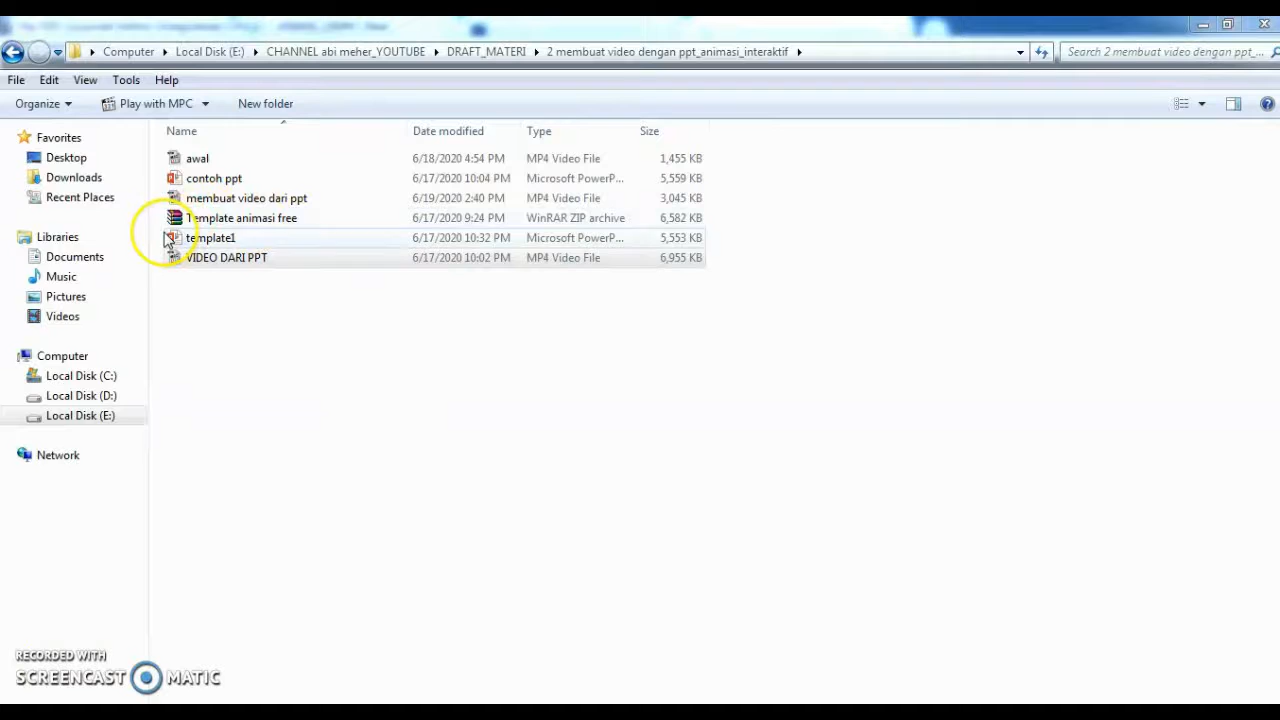 Computer Local Disk (E:) CHANNEL abi meher_YOUTUBE DRAFT_MATERI 2 membuat video dengan ppt_animasi_interaktif Search 2 membuat video dengan ppt_...
File Edit View Tools Help
Organize Play with MPC New folder
Name Date modified Type Size
Favorites
Desktop
Downloads
Recent Places
Libraries
Documents
Music
Pictures
Videos
Computer
Local Disk (C:)
Local Disk (D:)
Local Disk (E:)
Network
awal 6/18/2020 4:54 PM MP4 Video File 1,455 KB
contoh ppt 6/17/2020 10:04 PM Microsoft PowerP... 5,559 KB
membuat video dari ppt 6/19/2020 2:40 PM MP4 Video File 3,045 KB
Template animasi free 6/17/2020 9:24 PM WinRAR ZIP archive 6,582 KB
template1 6/17/2020 10:32 PM Microsoft PowerP... 5,553 KB
VIDEO DARI PPT 6/17/2020 10:02 PM MP4 Video File 6,955 KB
RECORDED WITH
SCREENCAST MATIC